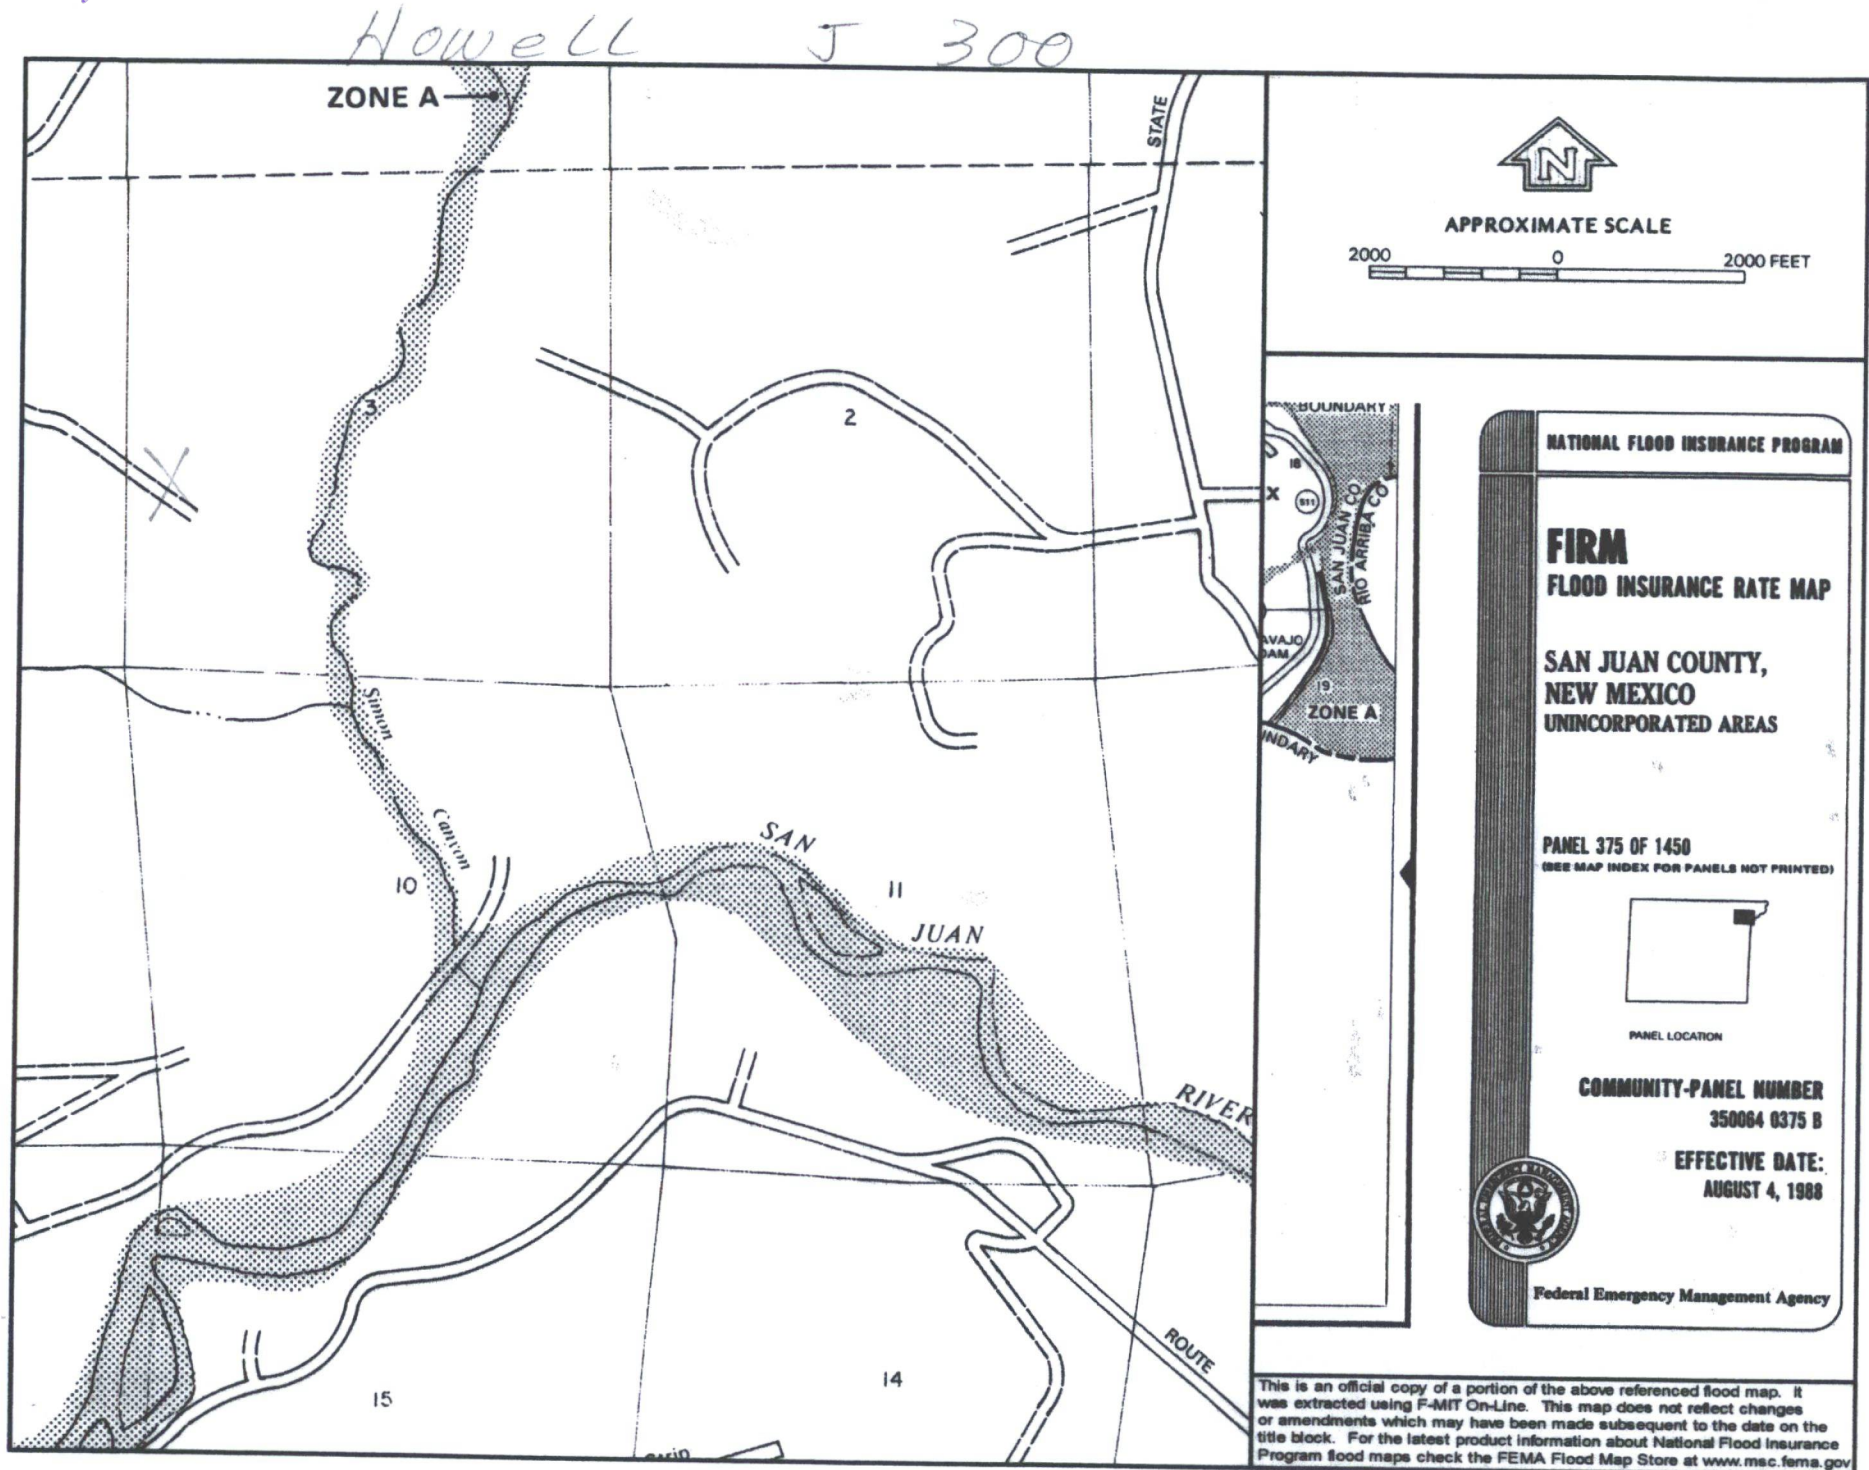 Howell J 300
ZONE A
STATE
3
2
Simon
Canyon
10
SAN
11
JUAN
RIVER
15
14
ROUTE
N
APPROXIMATE SCALE
2000 0 2000 FEET
BOUNDARY
18
X
511
SAN JUAN CO
RIO ARRIBA CO
AVAJO
DAM
19
ZONE A
NDARY
NATIONAL FLOOD INSURANCE PROGRAM
FIRM
FLOOD INSURANCE RATE MAP
SAN JUAN COUNTY,
NEW MEXICO
UNINCORPORATED AREAS
PANEL 375 OF 1450
(SEE MAP INDEX FOR PANELS NOT PRINTED)
PANEL LOCATION
COMMUNITY-PANEL NUMBER
350064 0375 B
EFFECTIVE DATE:
AUGUST 4, 1988
Federal Emergency Management Agency
This is an official copy of a portion of the above referenced flood map. It
was extracted using F-MIT On-Line. This map does not reflect changes
or amendments which may have been made subsequent to the date on the
title block. For the latest product information about National Flood Insurance
Program flood maps check the FEMA Flood Map Store at www.msc.fema.gov